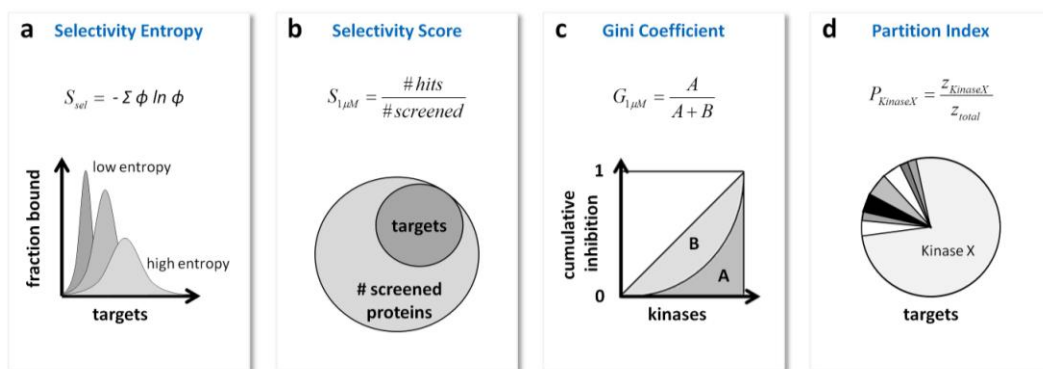 a Selectivity Entropy
S_sel = - Σ ϕ ln ϕ
fraction bound
low entropy
high entropy
targets
b Selectivity Score
S_1μM = #hits / #screened
targets
# screened
proteins
c Gini Coefficient
G_1μM = A / A + B
cumulative
inhibition
1
B
A
0
kinases
d Partition Index
P_KinaseX = z_KinaseX / z_total
Kinase X
targets